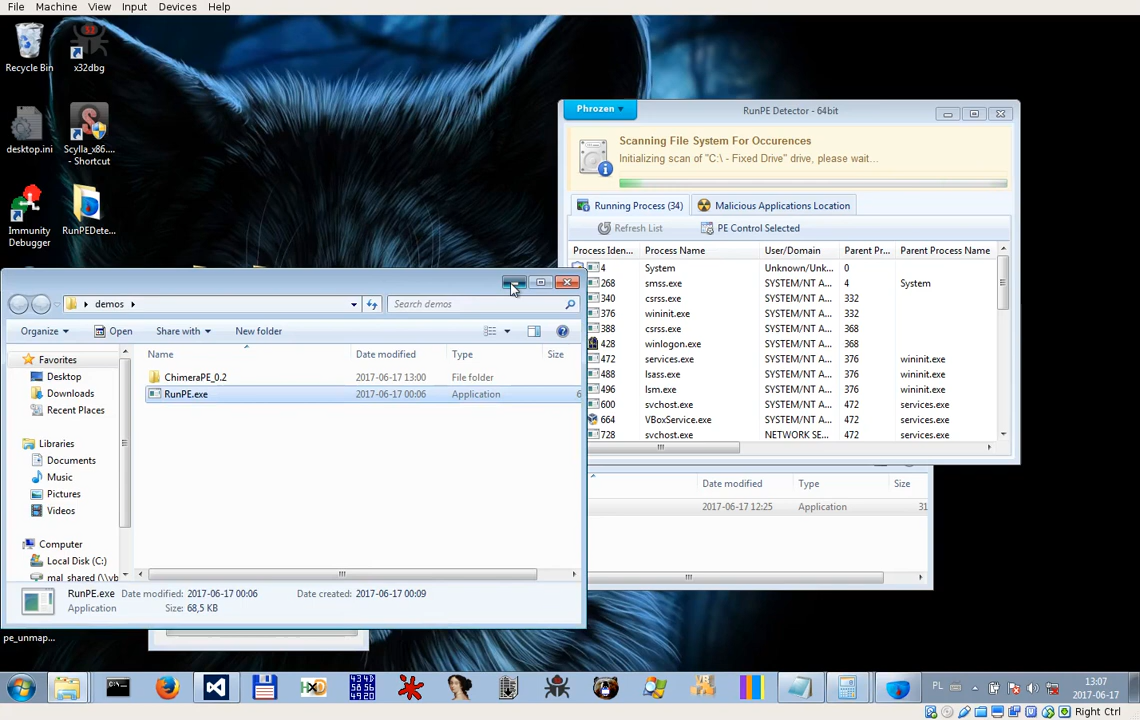 File Machine View Input Devices Help
Recycle Bin
x32dbg
desktop.ini
Scylla_x86....
- Shortcut
Immunity
Debugger
RunPEDete...
Phrozen
RunPE Detector - 64bit
Scanning File System For Occurences
Initializing scan of "C:\ - Fixed Drive" drive, please wait...
Running Process (34) Malicious Applications Location
Refresh List PE Control Selected
Process Iden... Process Name User/Domain Parent Pr... Parent Process Name
4 System Unknown/Unk... 0
268 smss.exe SYSTEM/NT A... 4 System
340 csrss.exe SYSTEM/NT A... 332
376 wininit.exe SYSTEM/NT A... 332
388 csrss.exe SYSTEM/NT A... 368
428 winlogon.exe SYSTEM/NT A... 368
472 services.exe SYSTEM/NT A... 376 wininit.exe
488 lsass.exe SYSTEM/NT A... 376 wininit.exe
496 lsm.exe SYSTEM/NT A... 376 wininit.exe
600 svchost.exe SYSTEM/NT A... 472 services.exe
664 VBoxService.exe SYSTEM/NT A... 472 services.exe
728 svchost.exe NETWORK SE... 472 services.exe
demos
Search demos
Organize Open Share with New folder
Name Date modified Type Size
ChimeraPE_0.2 2017-06-17 13:00 File folder
RunPE.exe 2017-06-17 00:06 Application 6
Favorites
Desktop
Downloads
Recent Places
Libraries
Documents
Music
Pictures
Videos
Computer
Local Disk (C:)
mal_shared (\\vb
RunPE.exe Date modified: 2017-06-17 00:06 Date created: 2017-06-17 00:09
Application Size: 68,5 KB
Date modified Type Size
2017-06-17 12:25 Application 31
pe_unmap...
PL
13:07
2017-06-17
Right Ctrl